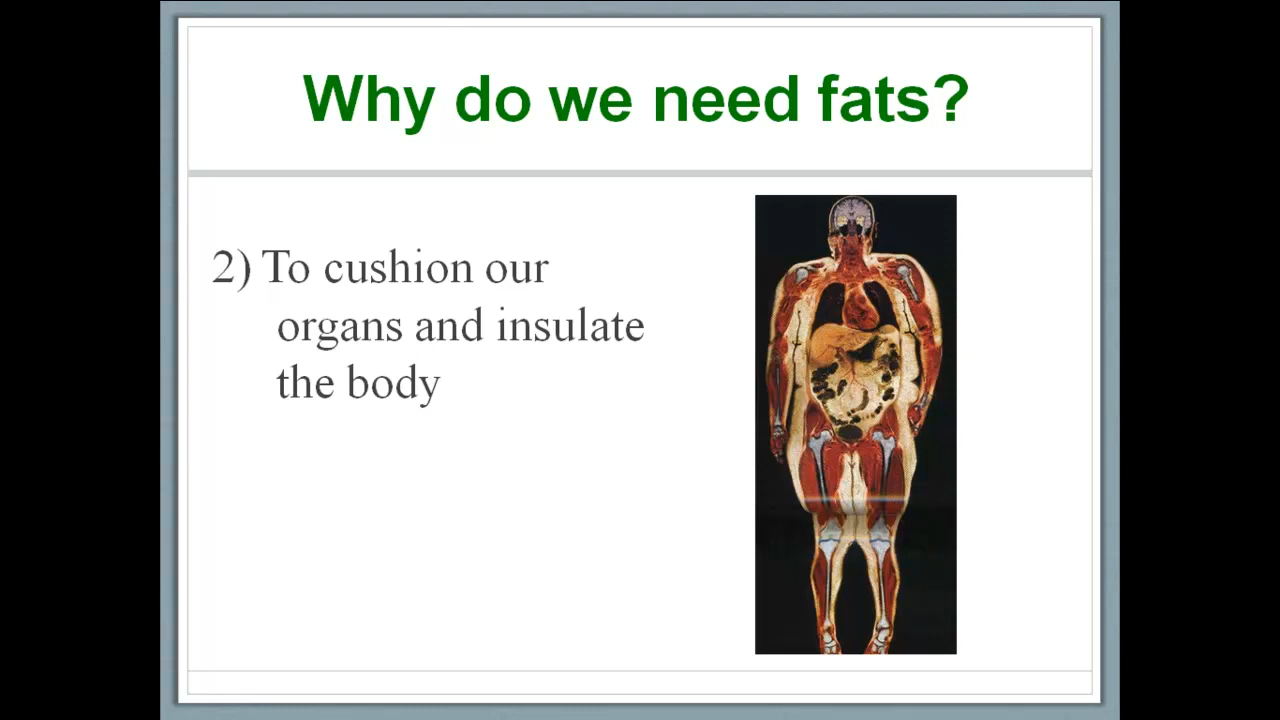 Why do we need fats?
2) To cushion our
organs and insulate
the body